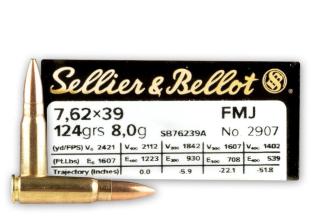 Sellier & Bellot S&B
7,62×39 FMJ
124grs 8,0g SB76239A No. 2907
(yd/FPS) V₀ 2421 V₁₀₀ 2112 V₂₀₀ 1842 V₃₀₀ 1607 V₄₀₀ 1402
(Ft.Lbs) E₀ 1607 E₁₀₀ 1223 E₂₀₀ 930 E₃₀₀ 708 E₄₀₀ 539
Trajectory (inches) 0 -5.9 -22.1 -51.8